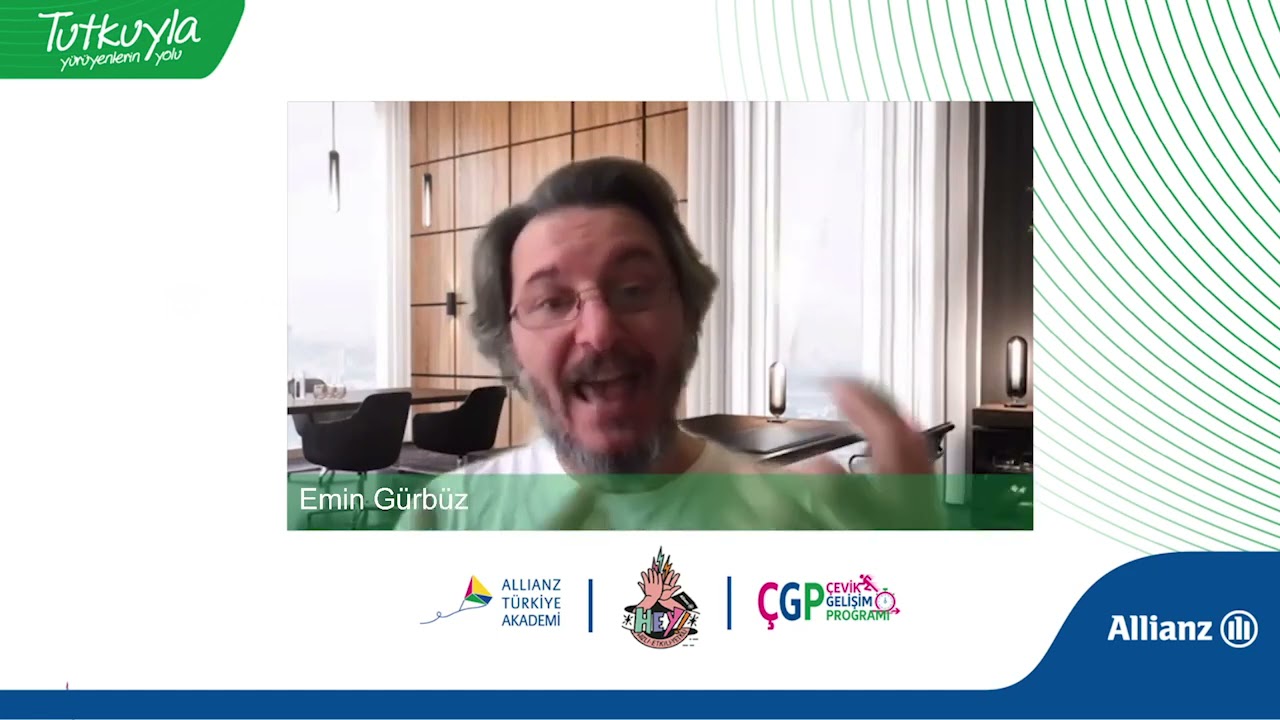 Tutkuyla
yürüyenlerin yolu
Emin Gürbüz
ALLIANZ
TÜRKİYE
AKADEMİ
HEY!
ÇGP
ÇEVİK
GELİŞİM
PROGRAMI
Allianz